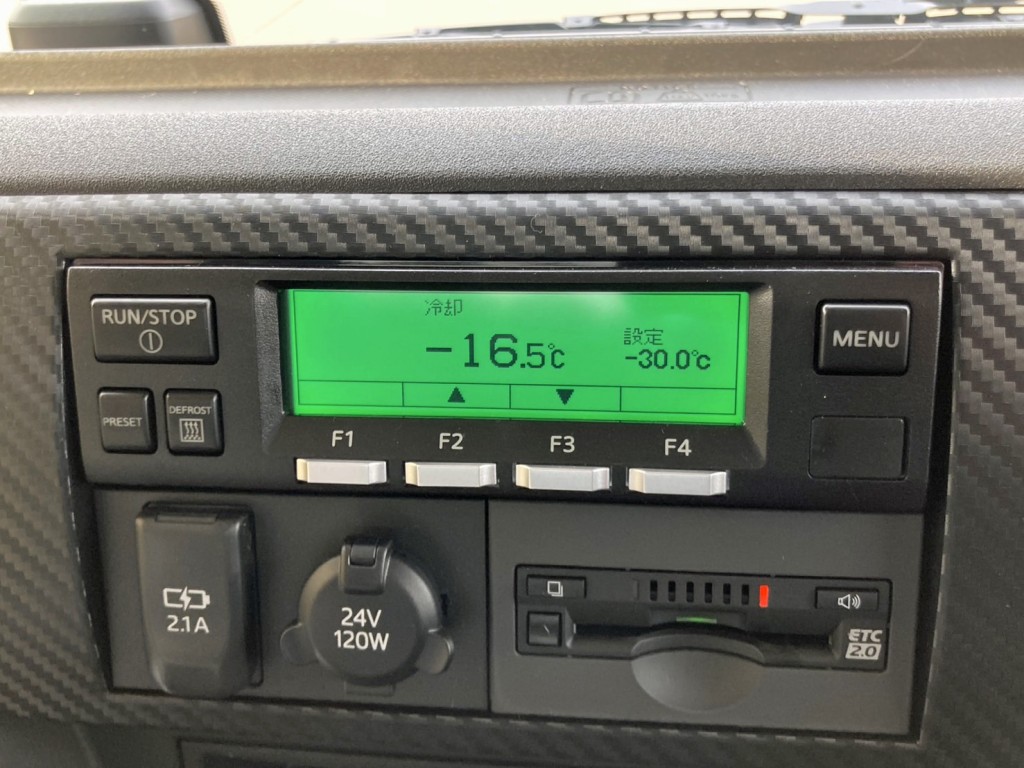 RUN/STOP
冷却
-16.5℃
設定
-30.0℃
MENU
PRESET
DEFROST
F1
F2
F3
F4
2.1A
24V
120W
ETC
2.0